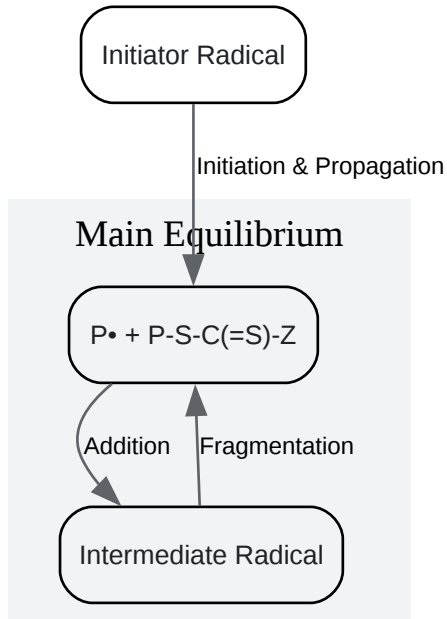 Initiator Radical
Initiation & Propagation
Main Equilibrium
P• + P-S-C(=S)-Z
Addition
Fragmentation
Intermediate Radical